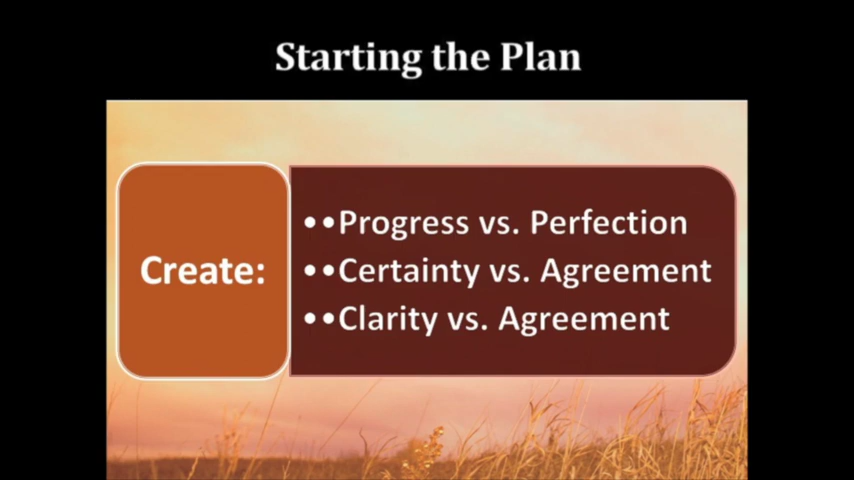 Starting the Plan
Create:
••Progress vs. Perfection
••Certainty vs. Agreement
••Clarity vs. Agreement